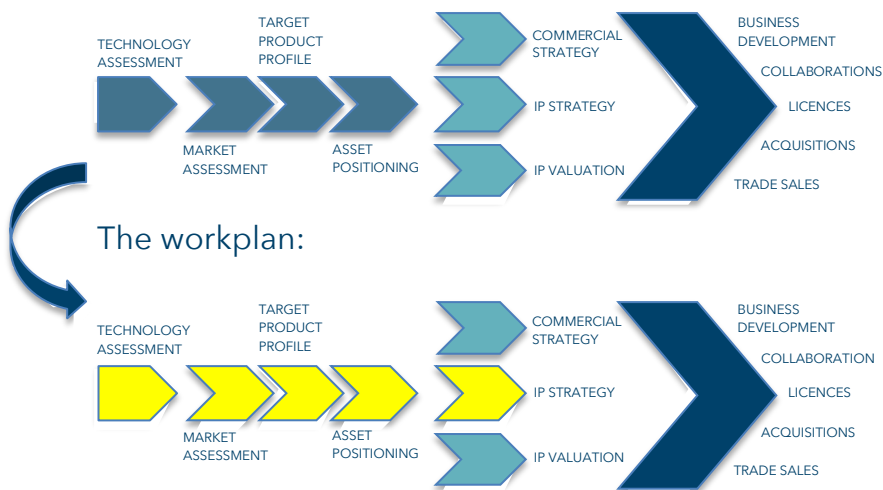 TECHNOLOGY
ASSESSMENT
MARKET
ASSESSMENT
TARGET
PRODUCT
PROFILE
ASSET
POSITIONING
COMMERCIAL
STRATEGY
IP STRATEGY
IP VALUATION
BUSINESS
DEVELOPMENT
COLLABORATIONS
LICENCES
ACQUISITIONS
TRADE SALES
The workplan:
TECHNOLOGY
ASSESSMENT
MARKET
ASSESSMENT
TARGET
PRODUCT
PROFILE
ASSET
POSITIONING
COMMERCIAL
STRATEGY
IP STRATEGY
IP VALUATION
BUSINESS
DEVELOPMENT
COLLABORATION
LICENCES
ACQUISITIONS
TRADE SALES